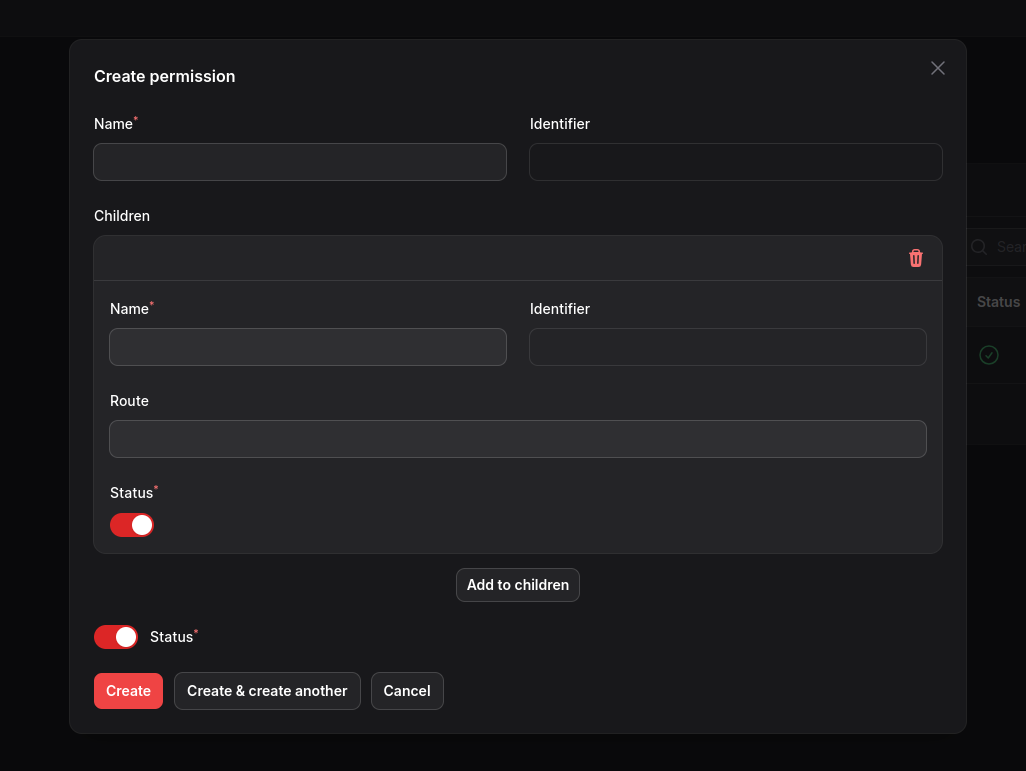 Create permission
Name*
Identifier
Children
Name*
Identifier
Route
Status*
Add to children
Status*
Create
Create & create another
Cancel
Sear
Status